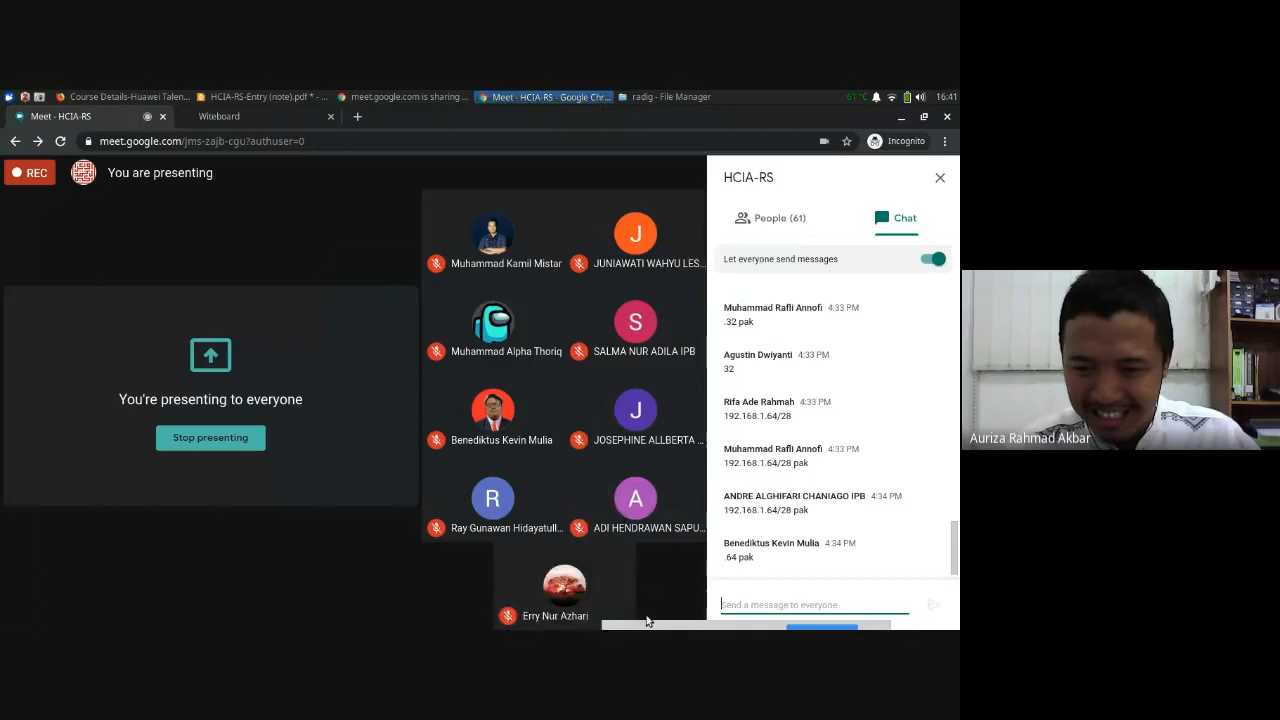 Course Details-Huawei Talen...
HCIA-RS-Entry (note).pdf * - ...
meet.google.com is sharing ...
Meet - HCIA-RS - Google Chr...
radig - File Manager
61°C
16:41
Meet - HCIA-RS
Witeboard
meet.google.com/jms-zajb-cgu?authuser=0
Incognito
REC
You are presenting
You're presenting to everyone
Stop presenting
Muhammad Kamil Mistar
J
JUNIAWATI WAHYU LES...
Muhammad Alpha Thoriq
S
SALMA NUR ADILA IPB
Benediktus Kevin Mulia
J
JOSEPHINE ALLBERTA ...
R
Ray Gunawan Hidayatull...
A
ADI HENDRAWAN SAPU...
Erry Nur Azhari
HCIA-RS
People (61)
Chat
Let everyone send messages
Muhammad Rafli Annofi 4:33 PM
.32 pak
Agustin Dwiyanti 4:33 PM
32
Rifa Ade Rahmah 4:33 PM
192.168.1.64/28
Muhammad Rafli Annofi 4:33 PM
192.168.1.64/28 pak
ANDRE ALGHIFARI CHANIAGO IPB 4:34 PM
192.168.1.64/28 pak
Benediktus Kevin Mulia 4:34 PM
.64 pak
Send a message to everyone
Auriza Rahmad Akbar